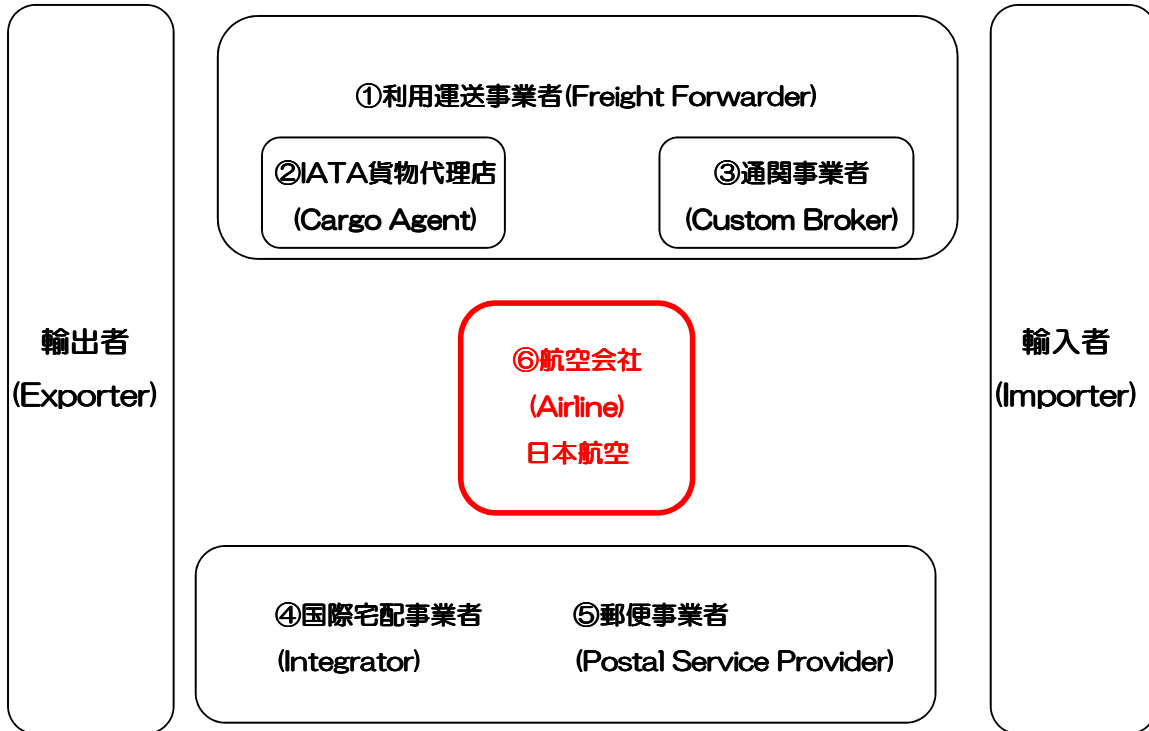 ①利用運送事業者(Freight Forwarder)
②IATA貨物代理店
(Cargo Agent)
③通関事業者
(Custom Broker)
輸出者
(Exporter)
⑥航空会社
(Airline)
日本航空
輸入者
(Importer)
④国際宅配事業者
(Integrator)
⑤郵便事業者
(Postal Service Provider)